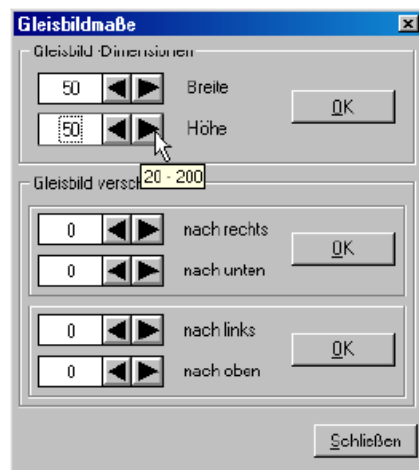 Gleisbildmaße
Gleisbild-Dimensionen
50 Breite
OK
50 Höhe
20 - 200
Gleisbild versch
0 nach rechts
OK
0 nach unten
0 nach links
OK
0 nach oben
Schließen